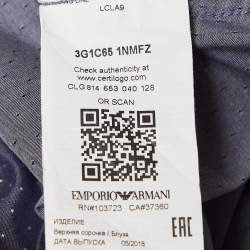 LCLA9
3G1C65 1NMFZ
Check authenticity at
www.certilogo.com
CLG 814 653 040 128
OR SCAN
EMPORIO ARMANI
RN#103723 CA#37360
ИЗДЕЛИЕ
Верхняя сорочка / Блуза
ДАТА ВЫПУСКА 05/2018
EAC